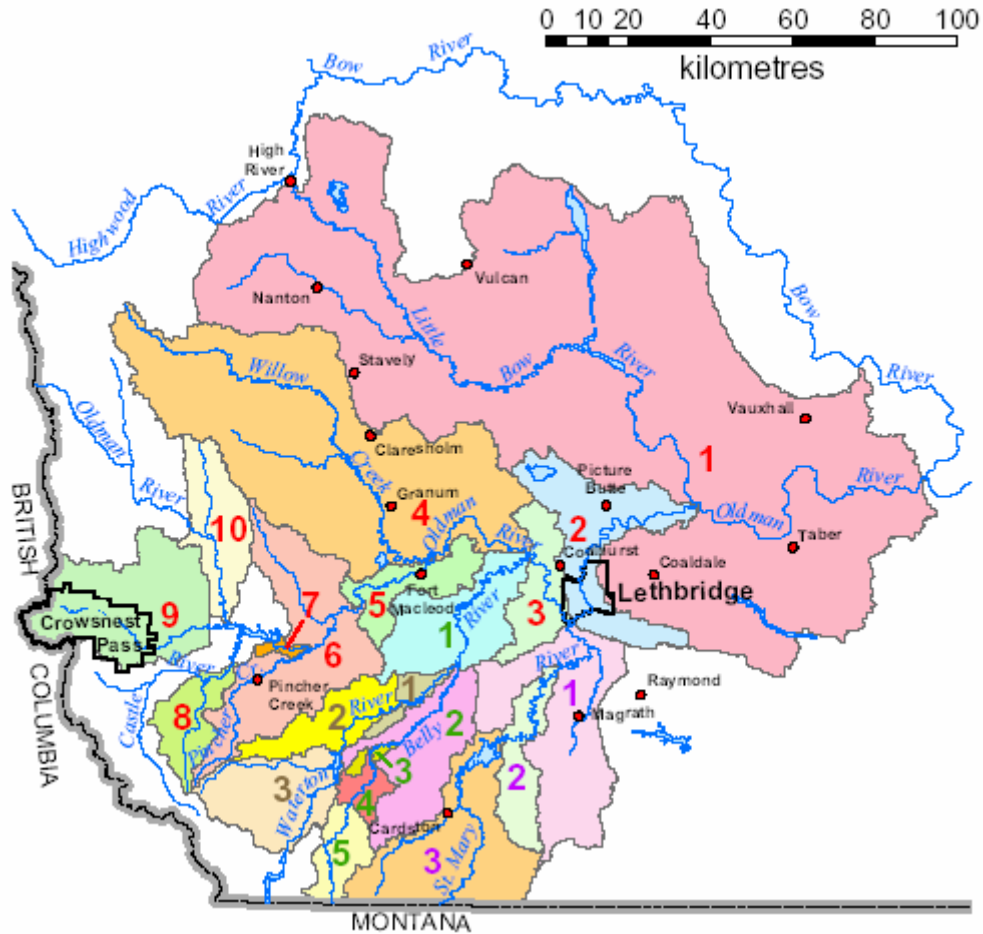 0 10 20 40 60 80 100
kilometres
Bow
River
High
River
River
Highwood
Vulcan
Nanton
Little
Bow
River
Bow
River
Stavely
Willow
Creek
Vauxhall
Oldman
River
Claresholm
Granum
4
Oldman
River
Picture
Butte
2
1
Oldman
River
Taber
BRITISH
COLUMBIA
10
Coalhurst
Coaldale
Lethbridge
Fort
Macleod
5
River
1
3
9
Crowsnest
Pass
River
Castle
7
6
Cr.
Pincher
Pincher
Creek
8
1
2
River
2
Belly
3
3
Waterton
4
Cardston
5
River
1
Raymond
Magrath
2
3
St. Mary
MONTANA